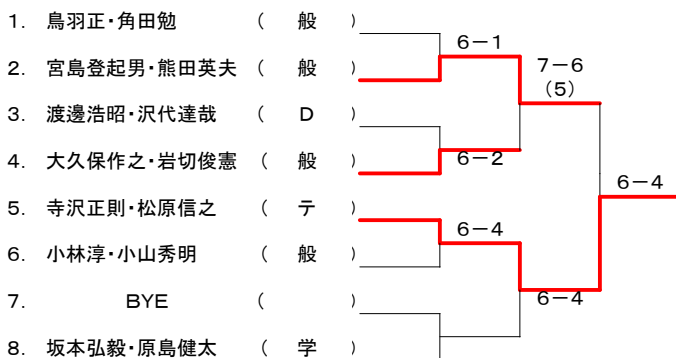 1. 鳥羽正・角田勉 ( 般 )
6-1
2. 宮島登起男・熊田英夫 ( 般 )
7-6
(5)
3. 渡邊浩昭・沢代達哉 ( D )
4. 大久保作之・岩切俊憲 ( 般 )
6-2
6-4
5. 寺沢正則・松原信之 ( テ )
6-4
6. 小林淳・小山秀明 ( 般 )
7. BYE ( )
6-4
8. 坂本弘毅・原島健太 ( 学 )